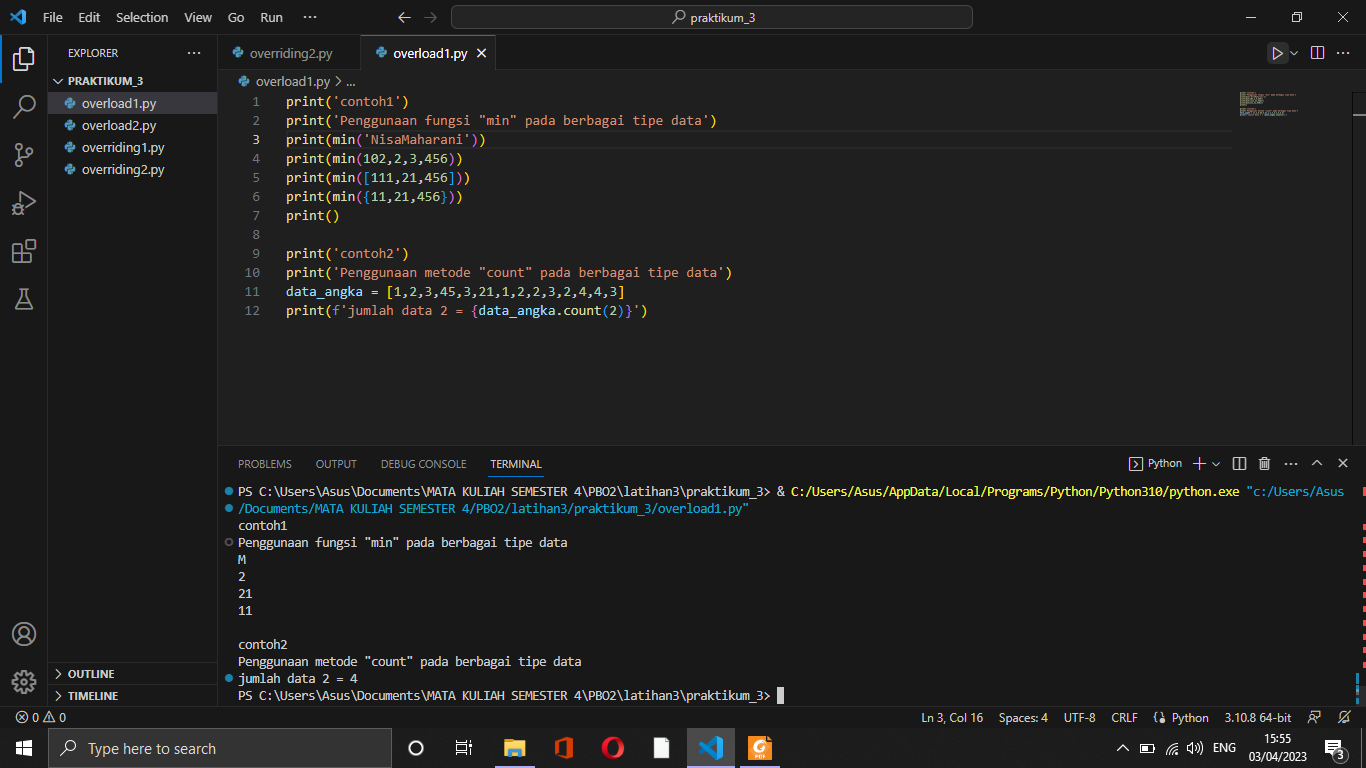 File Edit Selection View Go Run ··· praktikum_3
EXPLORER ···
PRAKTIKUM_3
overload1.py
overload2.py
overriding1.py
overriding2.py
OUTLINE
TIMELINE
overriding2.py overload1.py
overload1.py > ...
1 print('contoh1')
2 print('Penggunaan fungsi "min" pada berbagai tipe data')
3 print(min('NisaMaharani'))
4 print(min(102,2,3,456))
5 print(min([111,21,456]))
6 print(min({11,21,456}))
7 print()
8
9 print('contoh2')
10 print('Penggunaan metode "count" pada berbagai tipe data')
11 data_angka = [1,2,3,45,3,21,1,2,2,3,2,4,4,3]
12 print(f'jumlah data 2 = {data_angka.count(2)}')
PROBLEMS OUTPUT DEBUG CONSOLE TERMINAL Python
PS C:\Users\Asus\Documents\MATA KULIAH SEMESTER 4\PBO2\latihan3\praktikum_3> & C:/Users/Asus/AppData/Local/Programs/Python/Python310/python.exe "c:/Users/Asus
/Documents/MATA KULIAH SEMESTER 4/PBO2/latihan3/praktikum_3/overload1.py"
contoh1
Penggunaan fungsi "min" pada berbagai tipe data
M
2
21
11
contoh2
Penggunaan metode "count" pada berbagai tipe data
jumlah data 2 = 4
PS C:\Users\Asus\Documents\MATA KULIAH SEMESTER 4\PBO2\latihan3\praktikum_3>
0 0 Ln 3, Col 16 Spaces: 4 UTF-8 CRLF Python 3.10.8 64-bit
Type here to search
PDF
ENG
15:55
03/04/2023
3